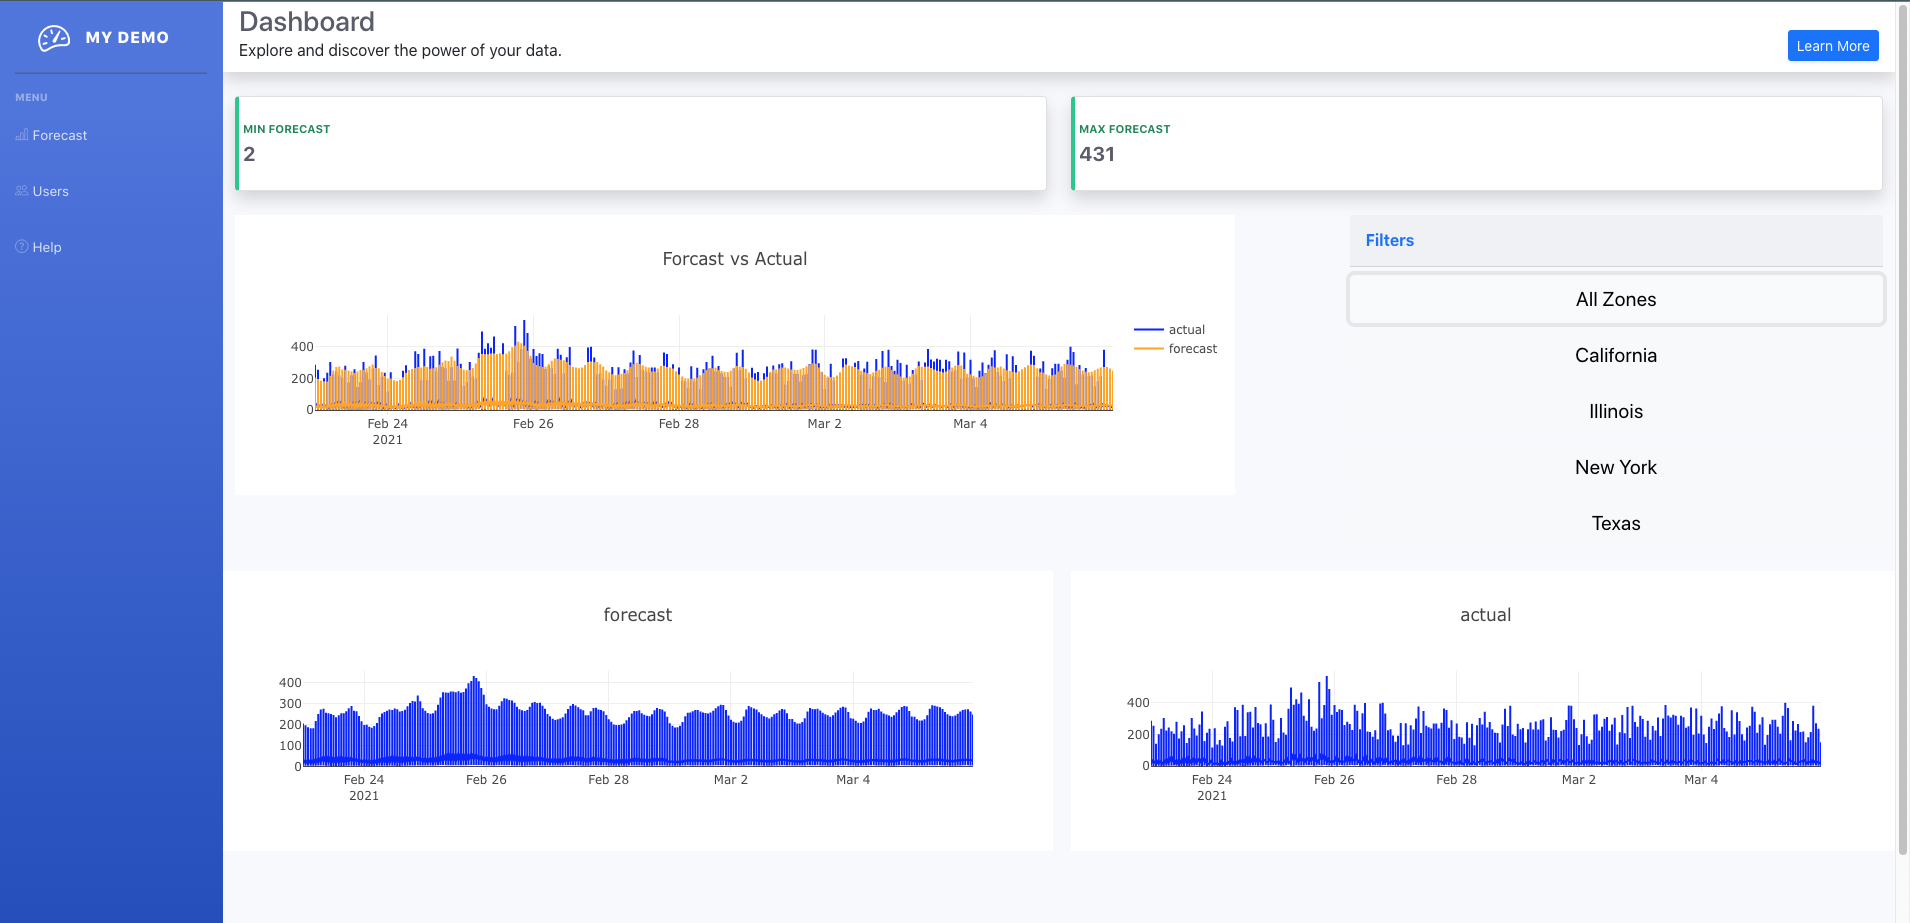 MY DEMO
MENU
Forecast
Users
Help
Dashboard
Explore and discover the power of your data.
Learn More
MIN FORECAST
2
MAX FORECAST
431
Forcast vs Actual
400
200
0
Feb 24
2021
Feb 26
Feb 28
Mar 2
Mar 4
actual
forecast
Filters
All Zones
California
Illinois
New York
Texas
forecast
400
300
200
100
0
Feb 24
2021
Feb 26
Feb 28
Mar 2
Mar 4
actual
400
200
0
Feb 24
2021
Feb 26
Feb 28
Mar 2
Mar 4